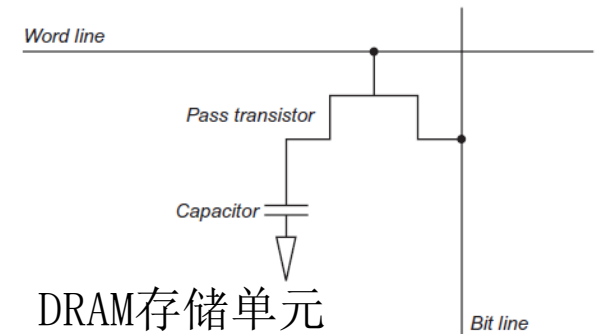 Word line
Pass transistor
Capacitor
DRAM存储单元
Bit line